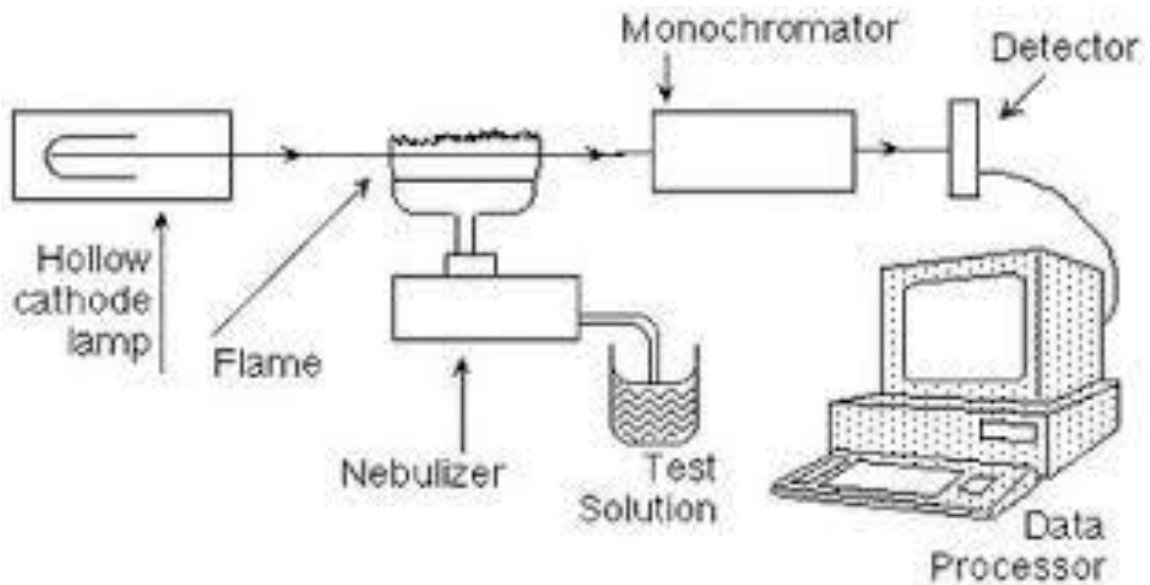 Monochromator
Detector
Hollow
cathode
lamp
Flame
Nebulizer
Test
Solution
Data
Processor